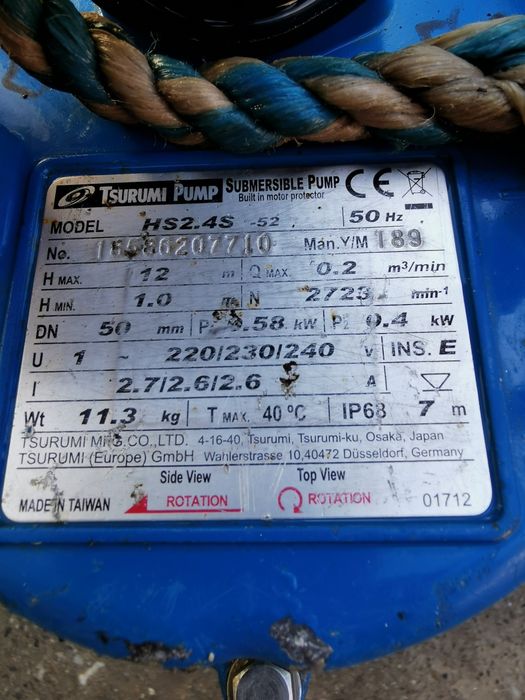 TSURUMI PUMP SUBMERSIBLE PUMP CE
Built in motor protector
MODEL HS2.4S -52 50 Hz
No. Man.Y/M 189
H MAX. 12 m Q MAX. 0.2 m³/min
H MIN. 1.0 m N 2723 min⁻¹
DN 50 mm P1 0.58 kW P2 0.4 kW
U 1 ~ 220/230/240 V INS. E
I 2.7/2.6/2.6 A
Wt 11.3 kg T MAX. 40 °C IP68 7 m
TSURUMI MFG.CO., LTD. 4-16-40, Tsurumi, Tsurumi-ku, Osaka, Japan
TSURUMI (Europe) GmbH Wahlerstrasse 10,40472 Düsseldorf, Germany
Side View Top View
MADE IN TAIWAN ROTATION ROTATION 01712